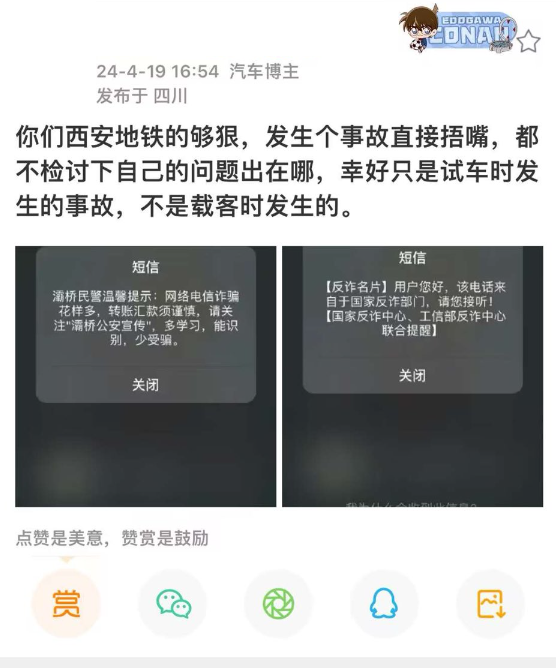 EDOGAWA
CONAN
24-4-19 16:54 汽车博主
发布于 四川
你们西安地铁的够狠，发生个事故直接捂嘴，都
不检讨下自己的问题出在哪，幸好只是试车时发
生的事故，不是载客时发生的。
短信
灞桥民警温馨提示：网络电信诈骗
花样多，转账汇款须谨慎，请关
注"灞桥公安宣传"，多学习，能识
别，少受骗。
关闭
短信
【反诈名片】用户您好，该电话来
自于国家反诈部门，请您接听！
【国家反诈中心、工信部反诈中心
联合提醒】
关闭
点赞是美意，赞赏是鼓励
赏